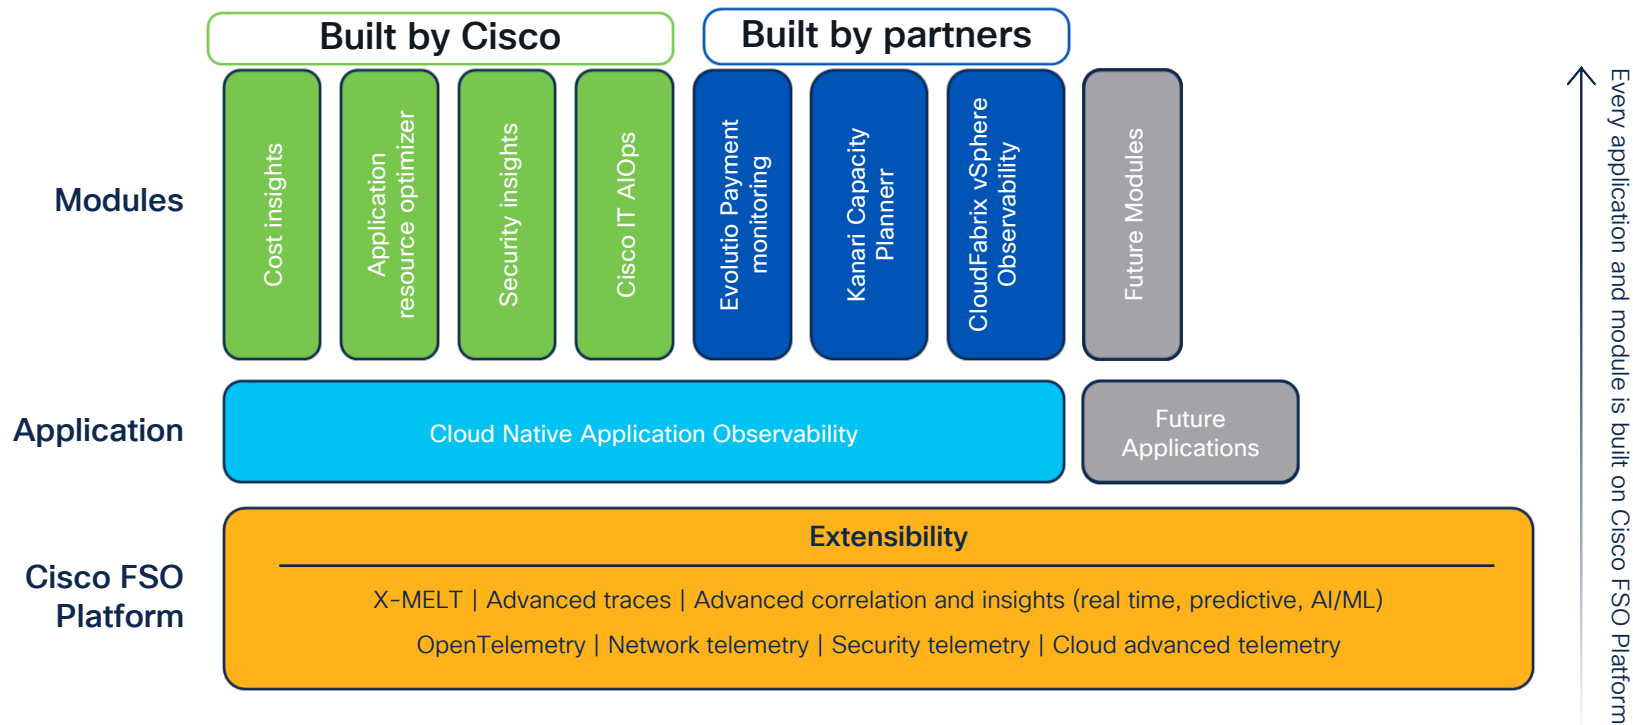 Built by Cisco
Built by partners
Modules
Cost insights
Application
resource optimizer
Security insights
Cisco IT AIOps
Evolutio Payment
monitoring
Kanari Capacity
Plannerr
CloudFabrix vSphere
Observability
Future Modules
Application
Cloud Native Application Observability
Future
Applications
Cisco FSO
Platform
Extensibility
X-MELT | Advanced traces | Advanced correlation and insights (real time, predictive, AI/ML)
OpenTelemetry | Network telemetry | Security telemetry | Cloud advanced telemetry
Every application and module is built on Cisco FSO Platform